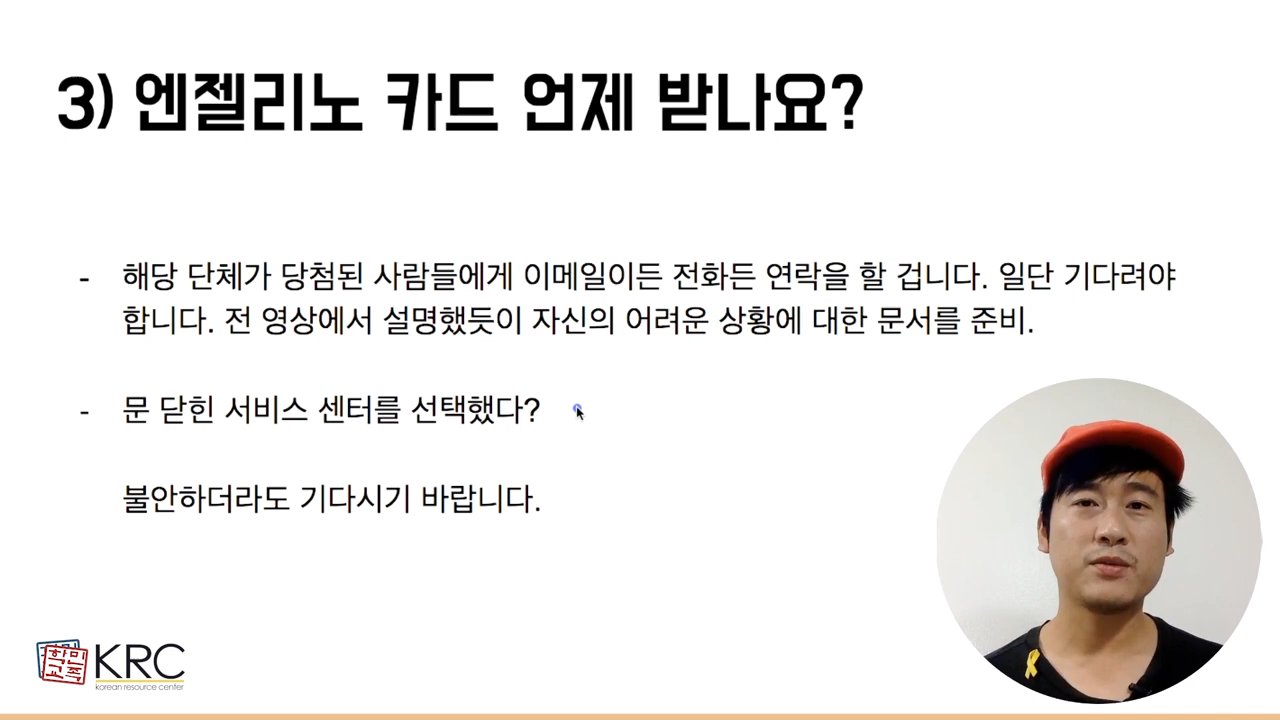 3) 엔젤리노 카드 언제 받나요?
- 해당 단체가 당첨된 사람들에게 이메일이든 전화든 연락을 할 겁니다. 일단 기다려야
합니다. 전 영상에서 설명했듯이 자신의 어려운 상황에 대한 문서를 준비.
- 문 닫힌 서비스 센터를 선택했다?
불안하더라도 기다시기 바랍니다.
KRC
korean resource center